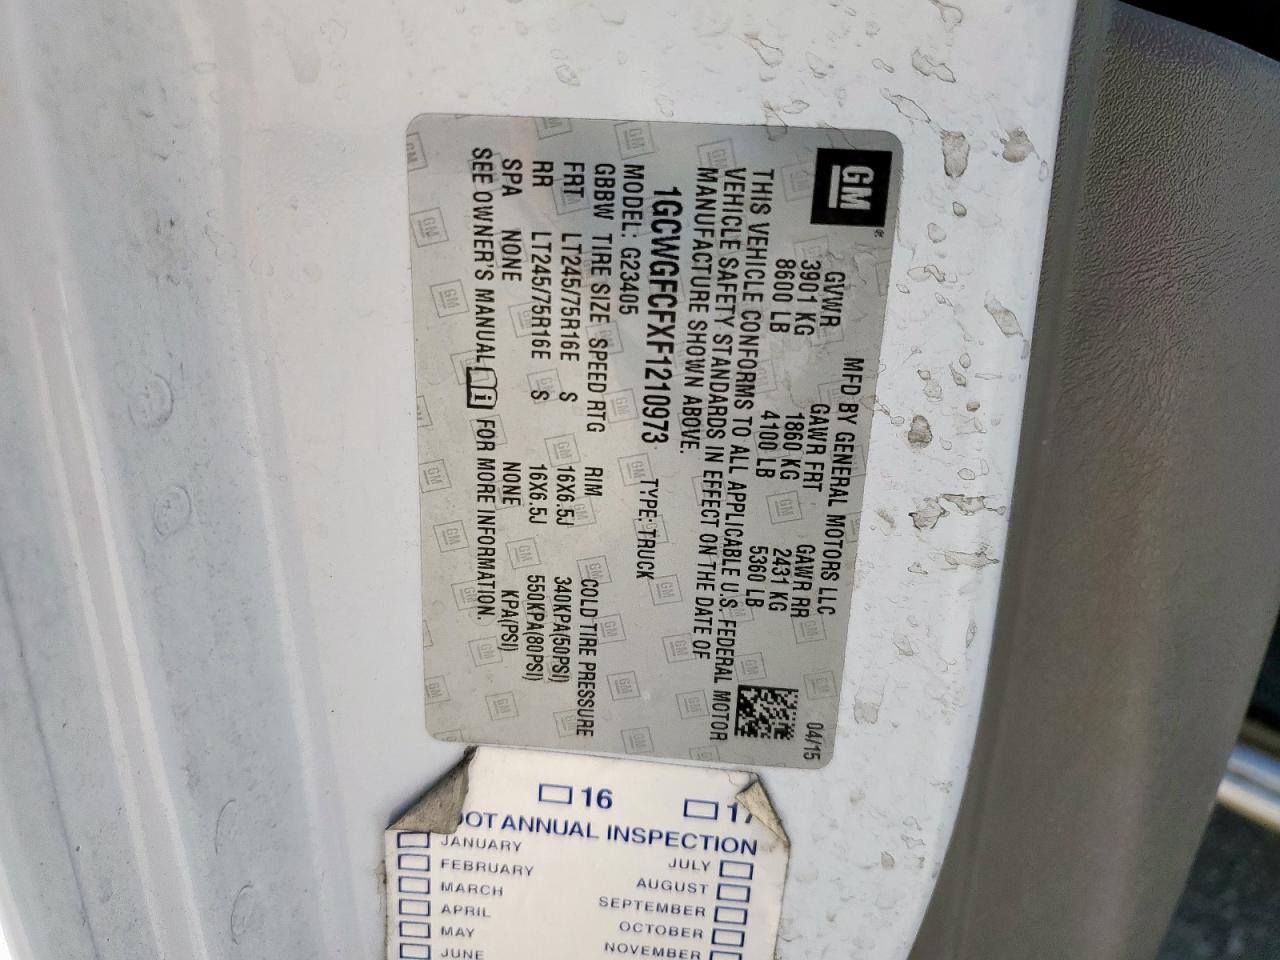 GM
MFD BY GENERAL MOTORS LLC 04/15
GVWR GAWR FRT GAWR RR
3901 KG 1860 KG 2431 KG
8600 LB 4100 LB 5360 LB
THIS VEHICLE CONFORMS TO ALL APPLICABLE U.S. FEDERAL MOTOR
VEHICLE SAFETY STANDARDS IN EFFECT ON THE DATE OF
MANUFACTURE SHOWN ABOVE.
1GCWGFCFXF1210973 TYPE: TRUCK
MODEL: G23405
GBBW TIRE SIZE SPEED RTG RIM COLD TIRE PRESSURE
FRT LT245/75R16E S 16X6.5J 340KPA(50PSI)
RR LT245/75R16E S 16X6.5J 550KPA(80PSI)
SPA NONE NONE KPA(PSI)
SEE OWNER'S MANUAL i FOR MORE INFORMATION.
16 17
DOT ANNUAL INSPECTION
JANUARY JULY
FEBRUARY AUGUST
MARCH SEPTEMBER
APRIL OCTOBER
MAY NOVEMBER
JUNE